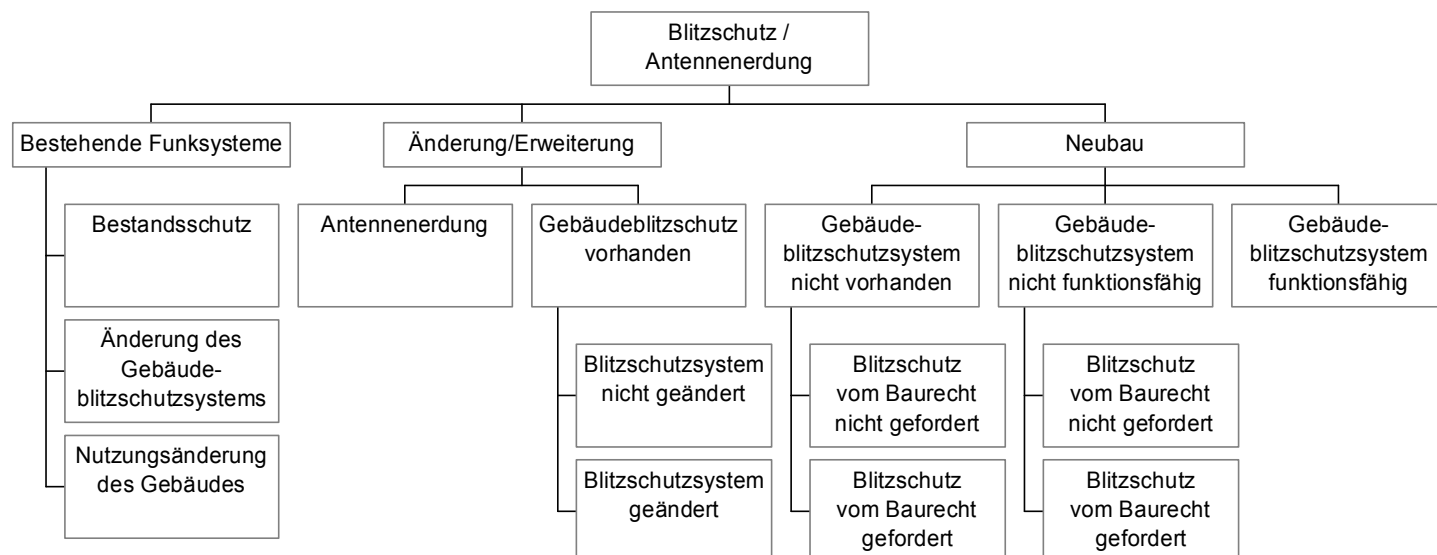 Blitzschutz /
Antennenerdung
Bestehende Funksysteme
Änderung/Erweiterung
Neubau
Bestandsschutz
Antennenerdung
Gebäudeblitzschutz
vorhanden
Gebäude-
blitzschutzsystem
nicht vorhanden
Gebäude-
blitzschutzsystem
nicht funktionsfähig
Gebäude-
blitzschutzsystem
funktionsfähig
Änderung des
Gebäude-
blitzschutzsystems
Blitzschutzsystem
nicht geändert
Blitzschutz
vom Baurecht
nicht gefordert
Blitzschutz
vom Baurecht
nicht gefordert
Nutzungsänderung
des Gebäudes
Blitzschutzsystem
geändert
Blitzschutz
vom Baurecht
gefordert
Blitzschutz
vom Baurecht
gefordert